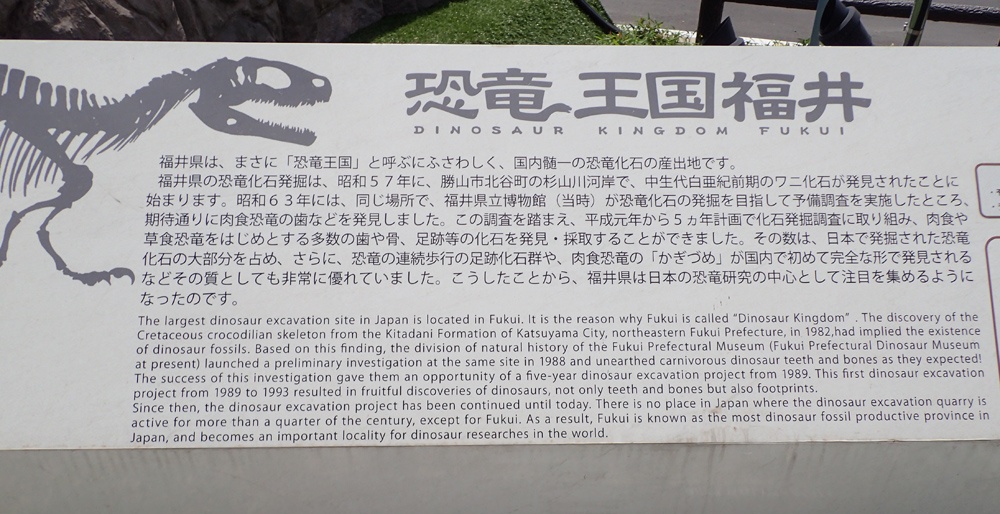 恐竜王国福井
DINOSAUR KINGDOM FUKUI
福井県は、まさに「恐竜王国」と呼ぶにふさわしく、国内髄一の恐竜化石の産出地です。
福井県の恐竜化石発掘は、昭和57年に、勝山市北谷町の杉山川河岸で、中生代白亜紀前期のワニ化石が発見されたことに
始まります。昭和63年には、同じ場所で、福井県立博物館（当時）が恐竜化石の発掘を目指して予備調査を実施したところ、
期待通りに肉食恐竜の歯などを発見しました。この調査を踏まえ、平成元年から5ヵ年計画で化石発掘調査に取り組み、肉食や
草食恐竜をはじめとする多数の歯や骨、足跡等の化石を発見・採取することができました。その数は、日本で発掘された恐竜
化石の大部分を占め、さらに、恐竜の連続歩行の足跡化石群や、肉食恐竜の「かぎづめ」が国内で初めて完全な形で発見される
などその質としても非常に優れていました。こうしたことから、福井県は日本の恐竜研究の中心として注目を集めるように
なったのです。
The largest dinosaur excavation site in Japan is located in Fukui. It is the reason why Fukui is called "Dinosaur Kingdom" . The discovery of the
Cretaceous crocodilian skeleton from the Kitadani Formation of Katsuyama City, northeastern Fukui Prefecture, in 1982,had implied the existence
of dinosaur fossils. Based on this finding, the division of natural history of the Fukui Prefectural Museum (Fukui Prefectural Dinosaur Museum
at present) launched a preliminary investigation at the same site in 1988 and unearthed carnivorous dinosaur teeth and bones as they expected!
The success of this investigation gave them an opportunity of a five-year dinosaur excavation project from 1989. This first dinosaur excavation
project from 1989 to 1993 resulted in fruitful discoveries of dinosaurs, not only teeth and bones but also footprints.
Since then, the dinosaur excavation project has been continued until today. There is no place in Japan where the dinosaur excavation quarry is
active for more than a quarter of the century, except for Fukui. As a result, Fukui is known as the most dinosaur fossil productive province in
Japan, and becomes an important locality for dinosaur researches in the world.